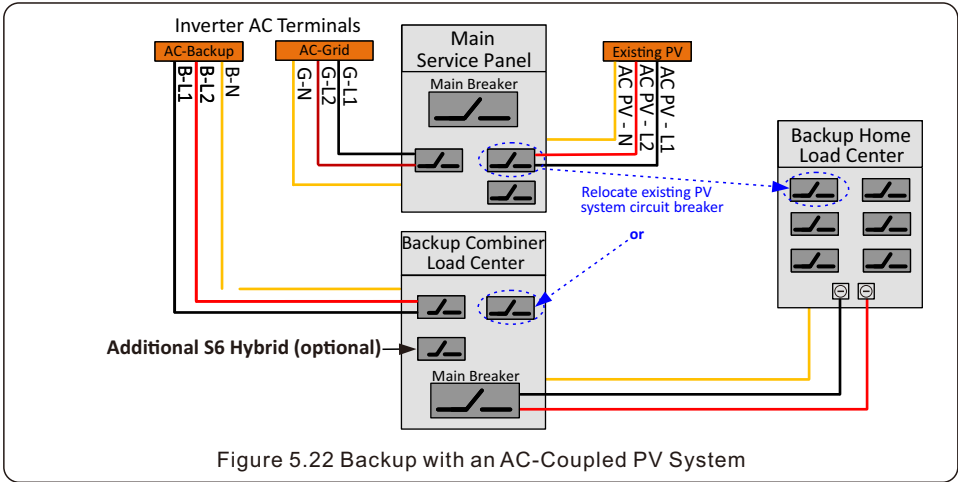 Inverter AC Terminals
AC-Backup
AC-Grid
B-L1
B-L2
B-N
G-N
G-L2
G-L1
Main
Service Panel
Main Breaker
Existing PV
AC PV - N
AC PV - L2
AC PV - L1
Backup Home
Load Center
Relocate existing PV
system circuit breaker
or
Backup Combiner
Load Center
Additional S6 Hybrid (optional)
Main Breaker
Figure 5.22 Backup with an AC-Coupled PV System